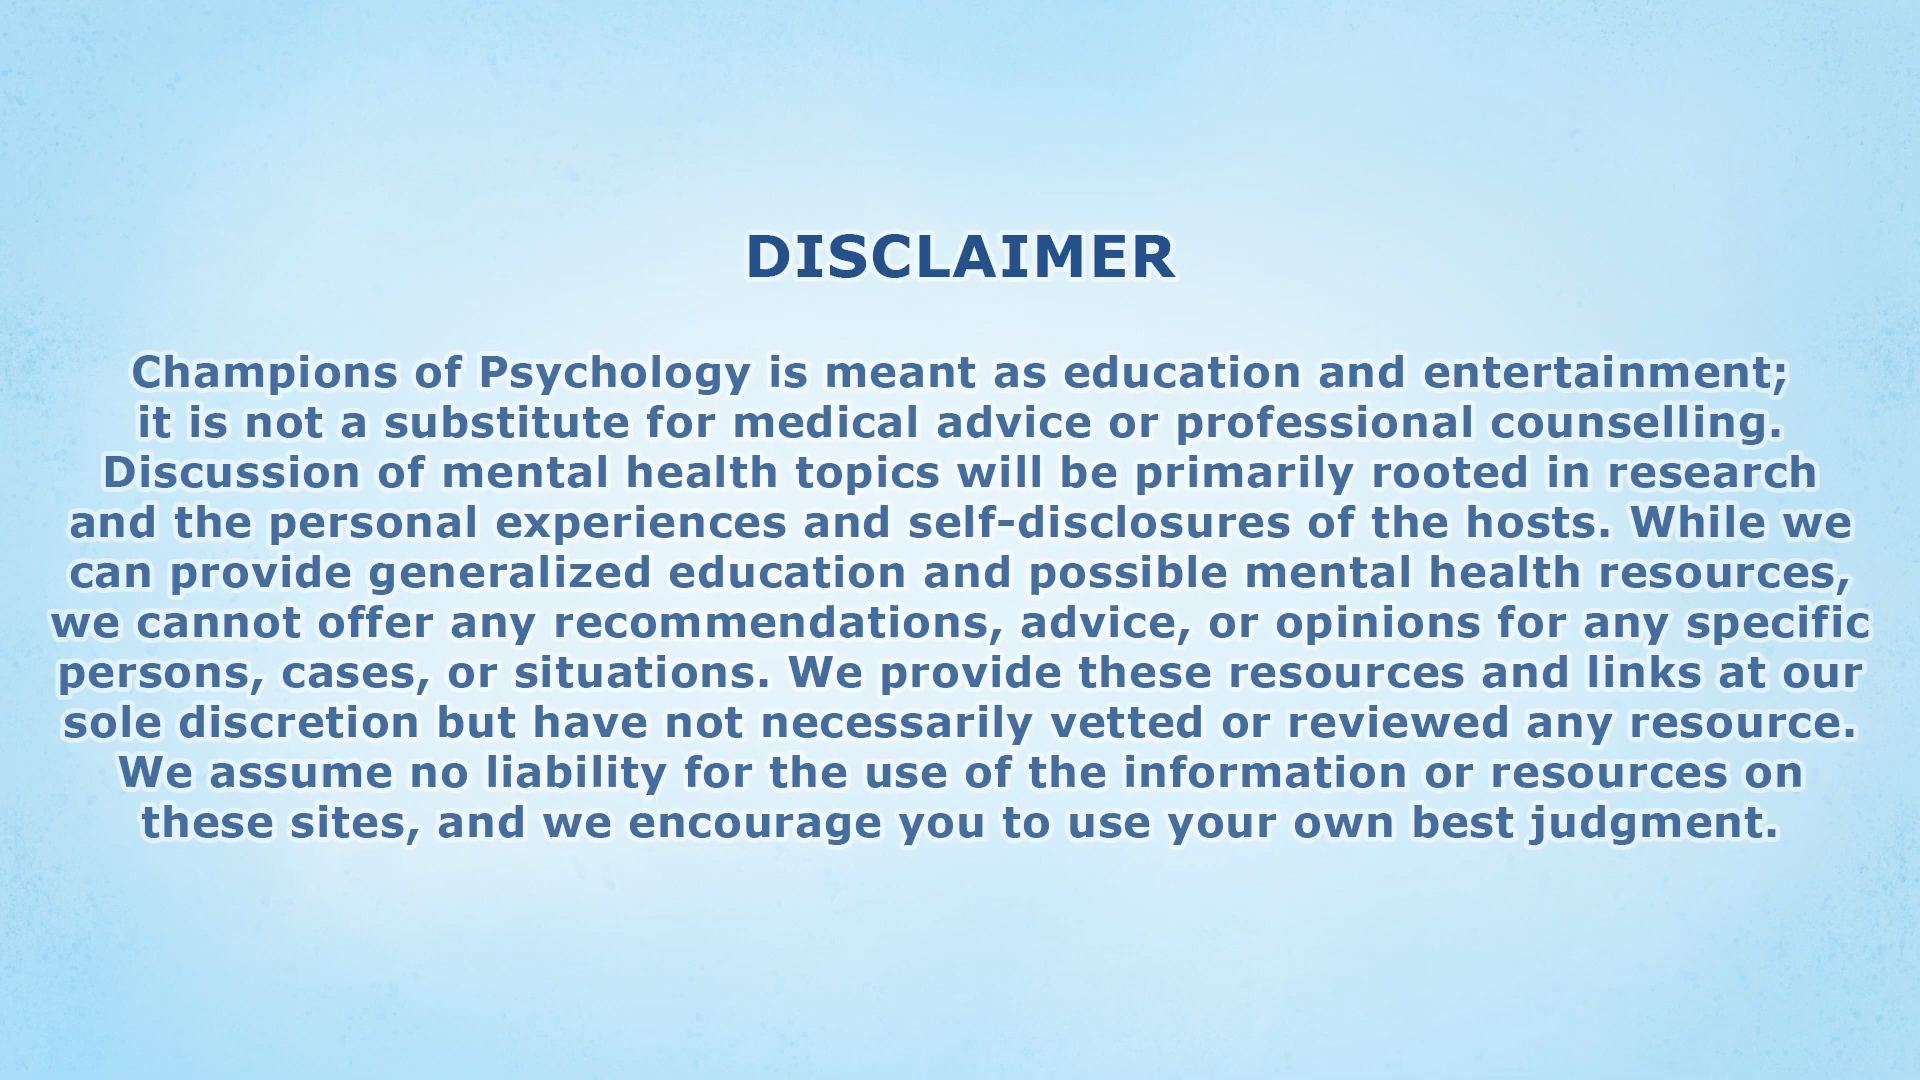 DISCLAIMER
Champions of Psychology is meant as education and entertainment;
it is not a substitute for medical advice or professional counselling.
Discussion of mental health topics will be primarily rooted in research
and the personal experiences and self-disclosures of the hosts. While we
can provide generalized education and possible mental health resources,
we cannot offer any recommendations, advice, or opinions for any specific
persons, cases, or situations. We provide these resources and links at our
sole discretion but have not necessarily vetted or reviewed any resource.
We assume no liability for the use of the information or resources on
these sites, and we encourage you to use your own best judgment.